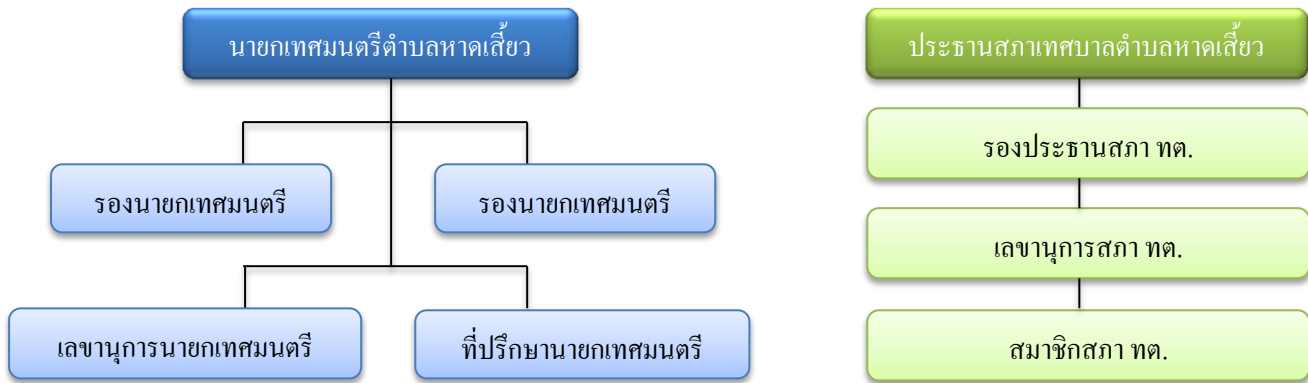 นายกเทศมนตรีตำบลหาดเสี้ยว
รองนายกเทศมนตรี
รองนายกเทศมนตรี
เลขานุการนายกเทศมนตรี
ที่ปรึกษานายกเทศมนตรี
ประธานสภาเทศบาลตำบลหาดเสี้ยว
รองประธานสภา ทต.
เลขานุการสภา ทต.
สมาชิกสภา ทต.